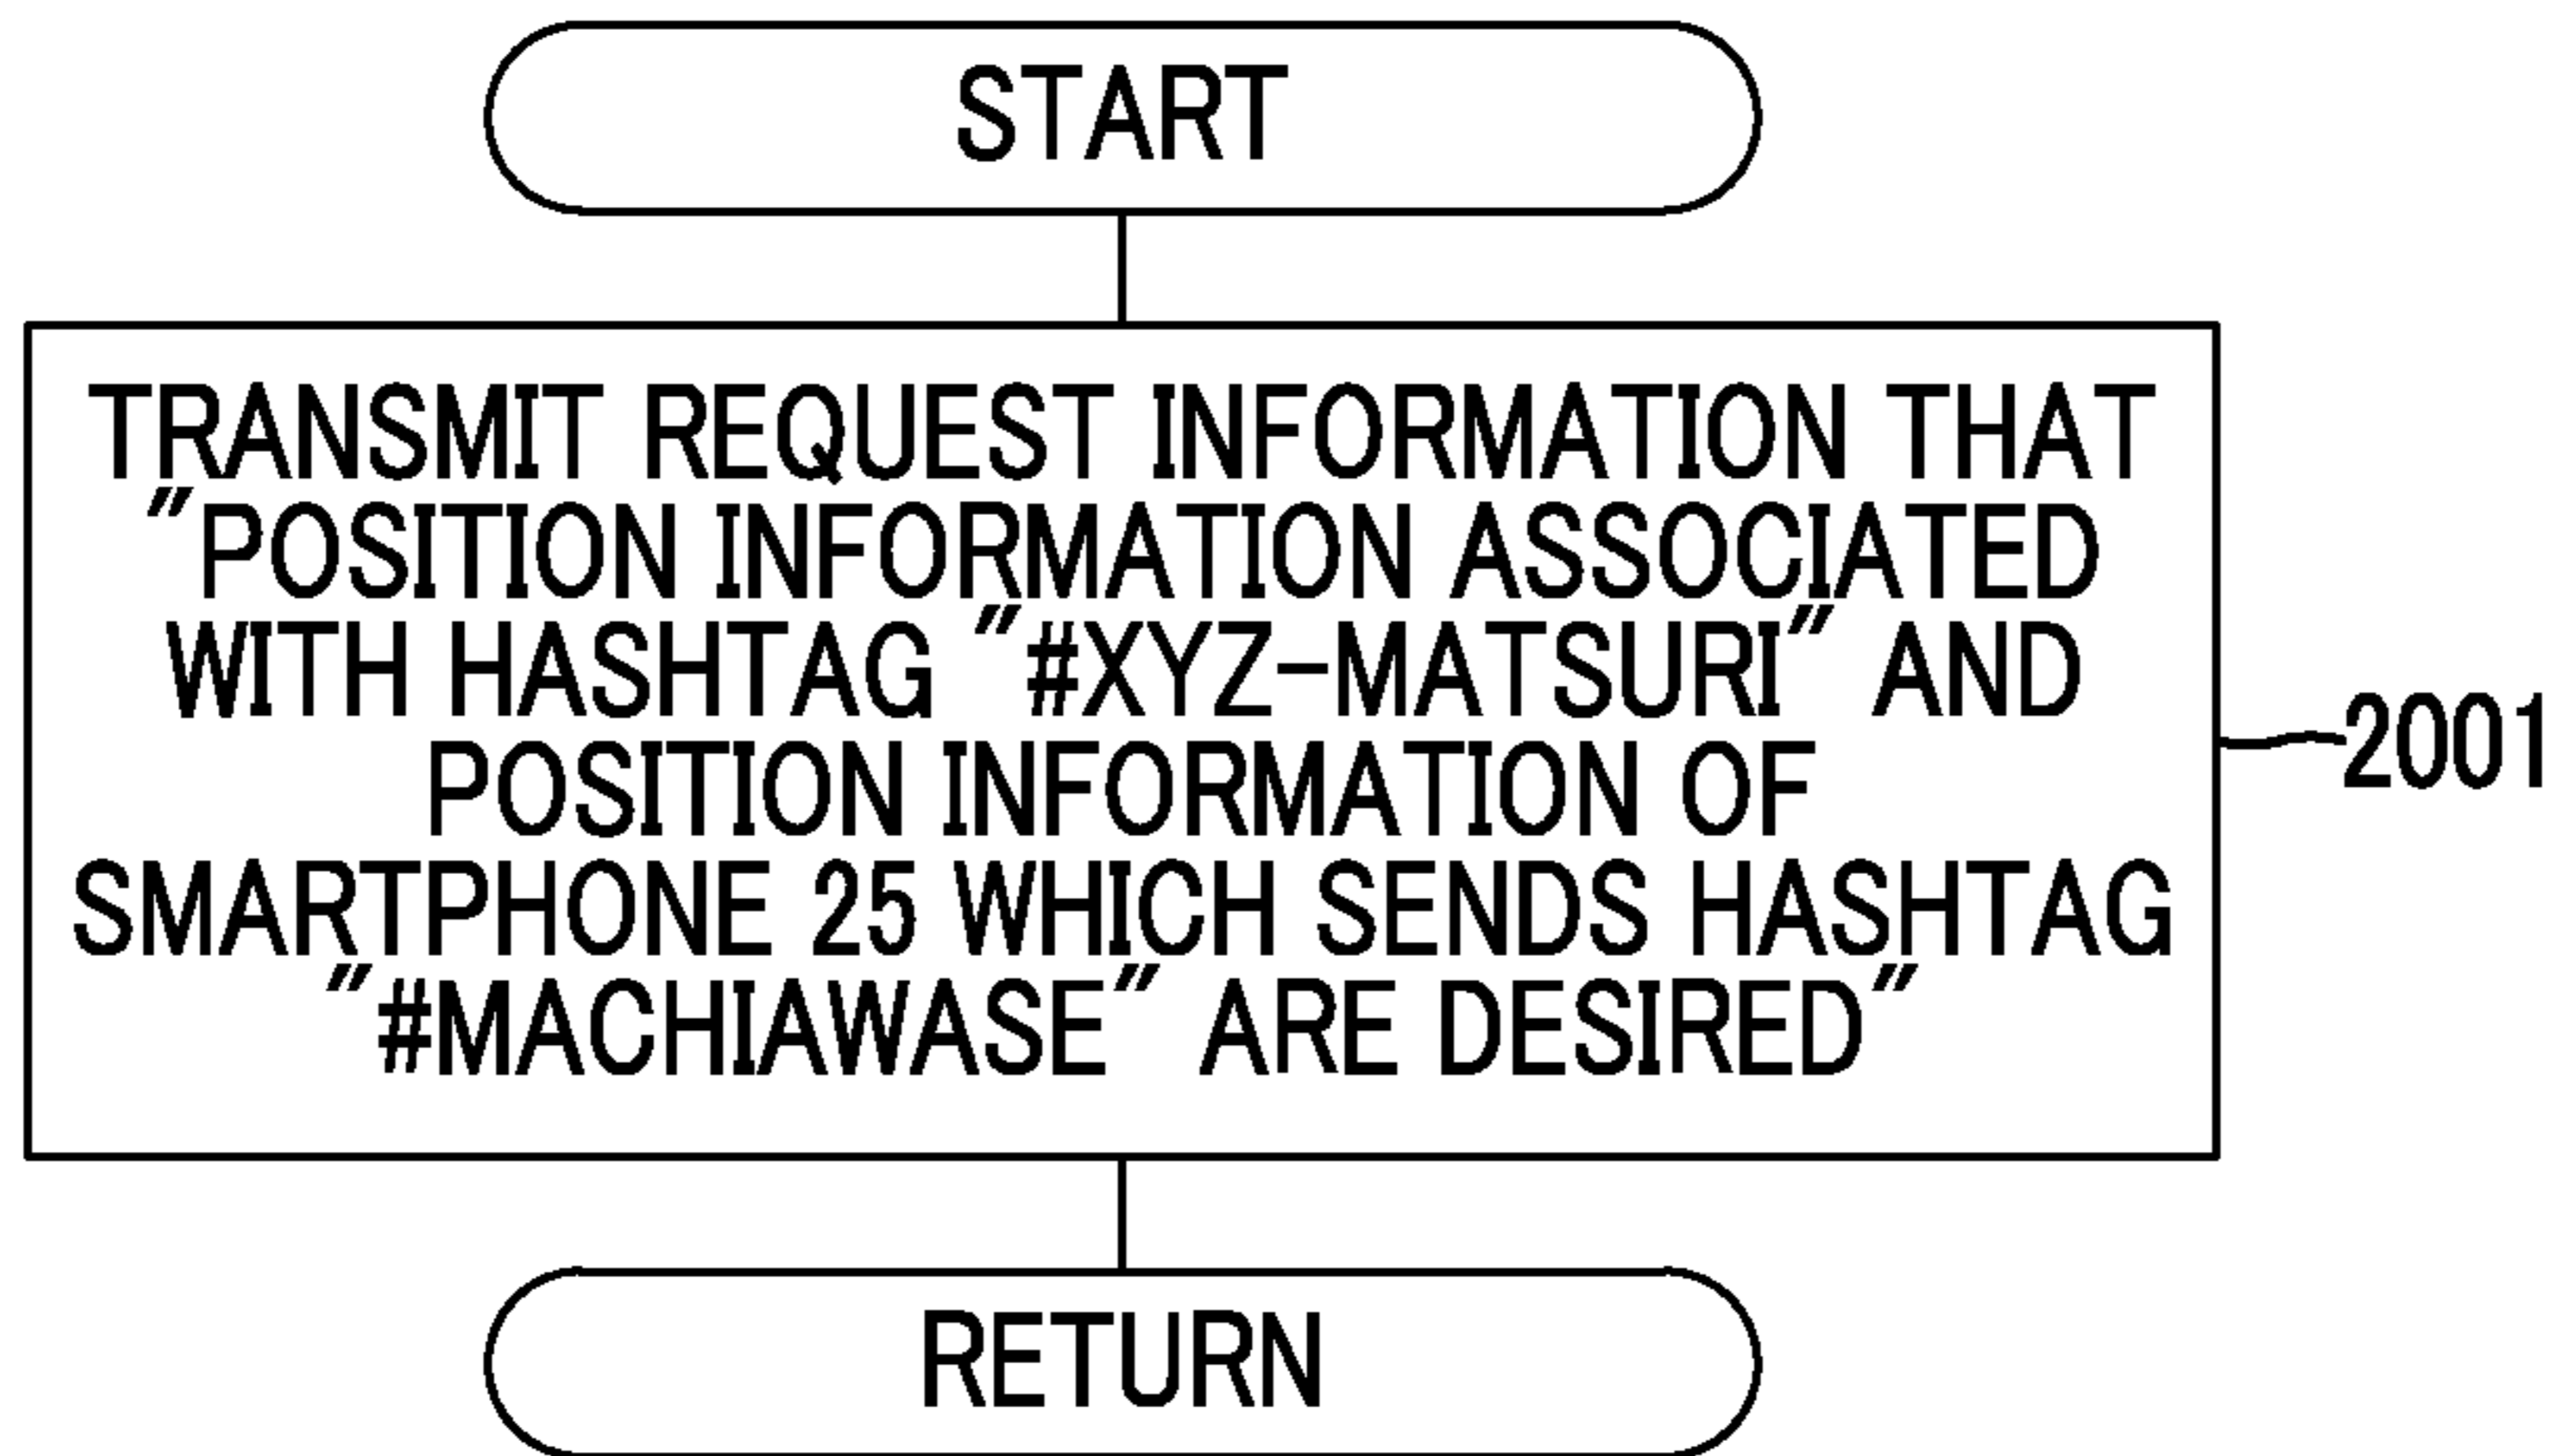 START
TRANSMIT REQUEST INFORMATION THAT
"POSITION INFORMATION ASSOCIATED
WITH HASHTAG "#XYZ-MATSURI" AND
POSITION INFORMATION OF
SMARTPHONE 25 WHICH SENDS HASHTAG
"#MACHIAWASE" ARE DESIRED"
2001
RETURN